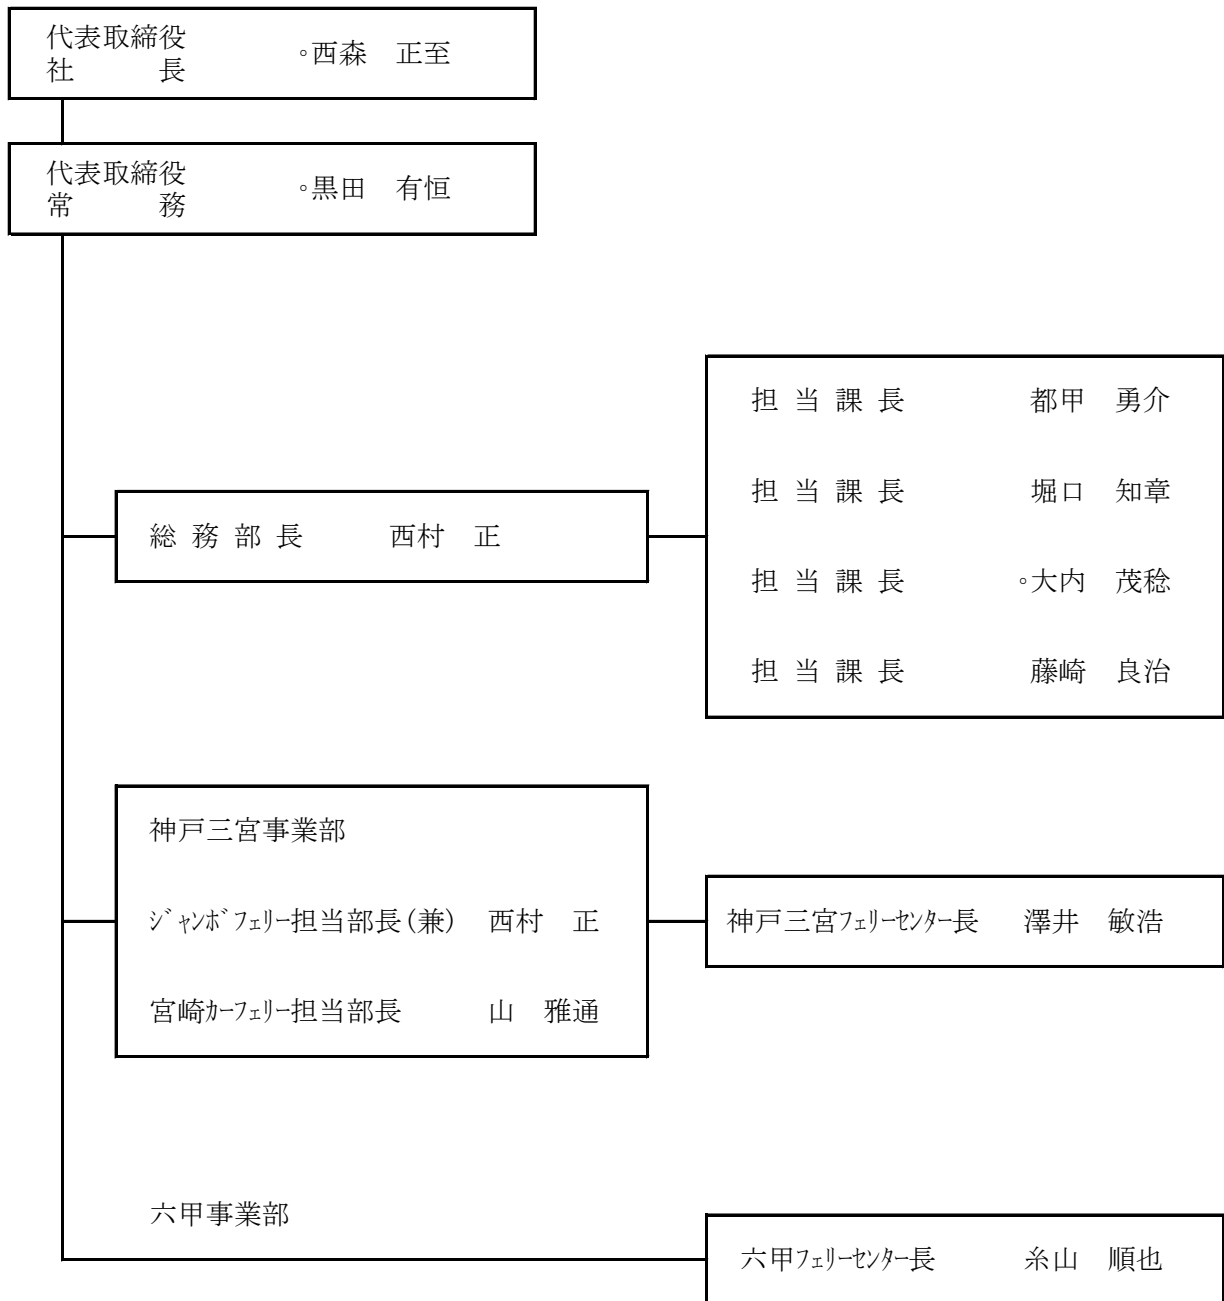 代表取締役
社　　　長　　　◦西森　正至
代表取締役
常　　　務　　　◦黒田　有恒
担 当 課 長　　　都甲　勇介
担 当 課 長　　　堀口　知章
総 務 部 長　　　西村　正
担 当 課 長　　　◦大内　茂稔
担 当 課 長　　　藤崎　良治
神戸三宮事業部
ｼﾞｬﾝﾎﾞﾌｪﾘｰ担当部長(兼)　西村　正
宮崎ｶｰﾌｪﾘｰ担当部長　　　山　雅通
神戸三宮ﾌｪﾘｰｾﾝﾀｰ長　　澤井　敏浩
六甲事業部
六甲ﾌｪﾘｰｾﾝﾀｰ長　　　糸山　順也